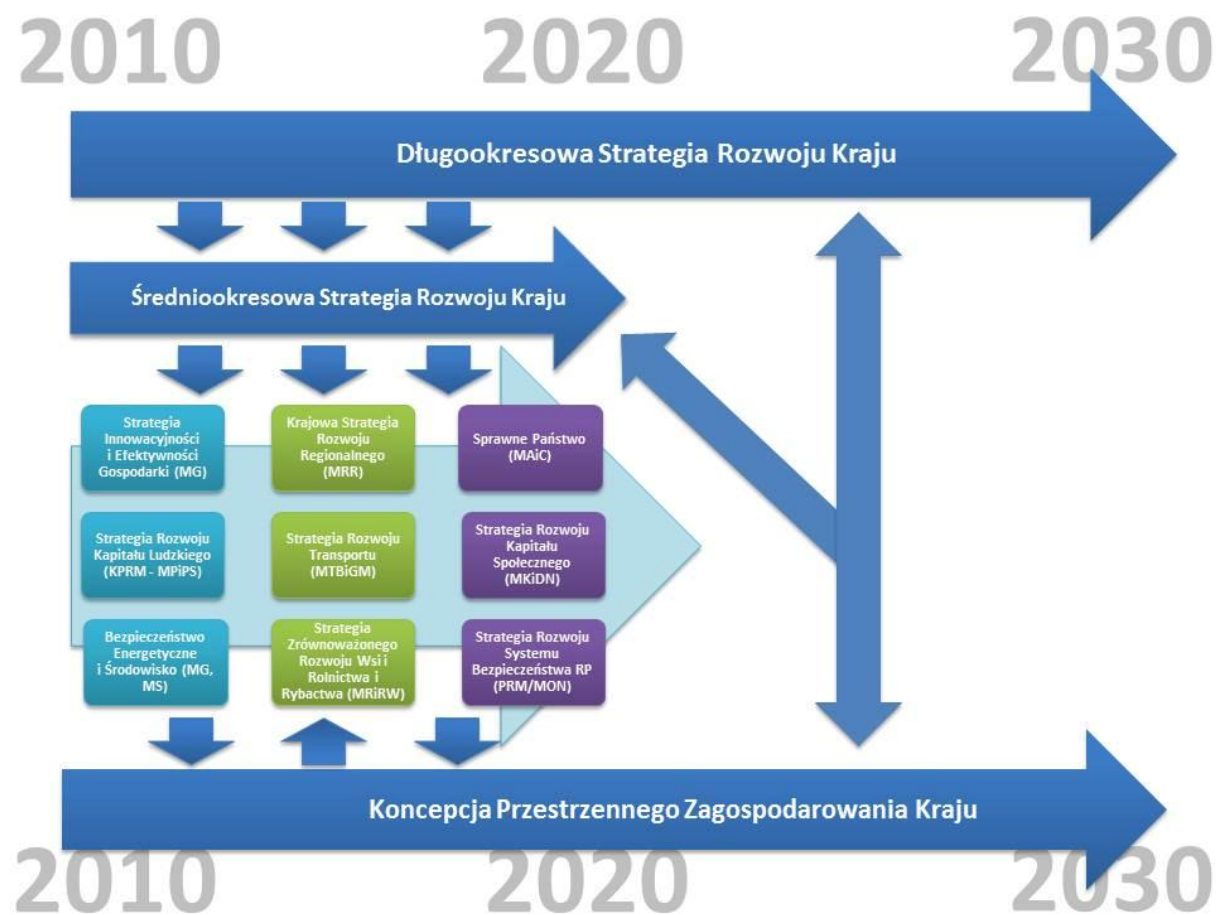 2010 2020 2030
Długookresowa Strategia Rozwoju Kraju
Średniookresowa Strategia Rozwoju Kraju
Strategia
Innowacyjności
i Efektywności
Gospodarki (MG)
Krajowa Strategia
Rozwoju
Regionalnego
(MRR)
Sprawne Państwo
(MAiC)
Strategia Rozwoju
Kapitału Ludzkiego
(KPRM - MPiPS)
Strategia Rozwoju
Transportu
(MTBiGM)
Strategia Rozwoju
Kapitału
Społecznego
(MKiDN)
Bezpieczeństwo
Energetyczne
i Środowisko (MG,
MS)
Strategia
Zrównoważonego
Rozwoju Wsi i
Rolnictwa i
Rybactwa (MRiRW)
Strategia Rozwoju
Systemu
Bezpieczeństwa RP
(PRM/MON)
Koncepcja Przestrzennego Zagospodarowania Kraju
2010 2020 2030